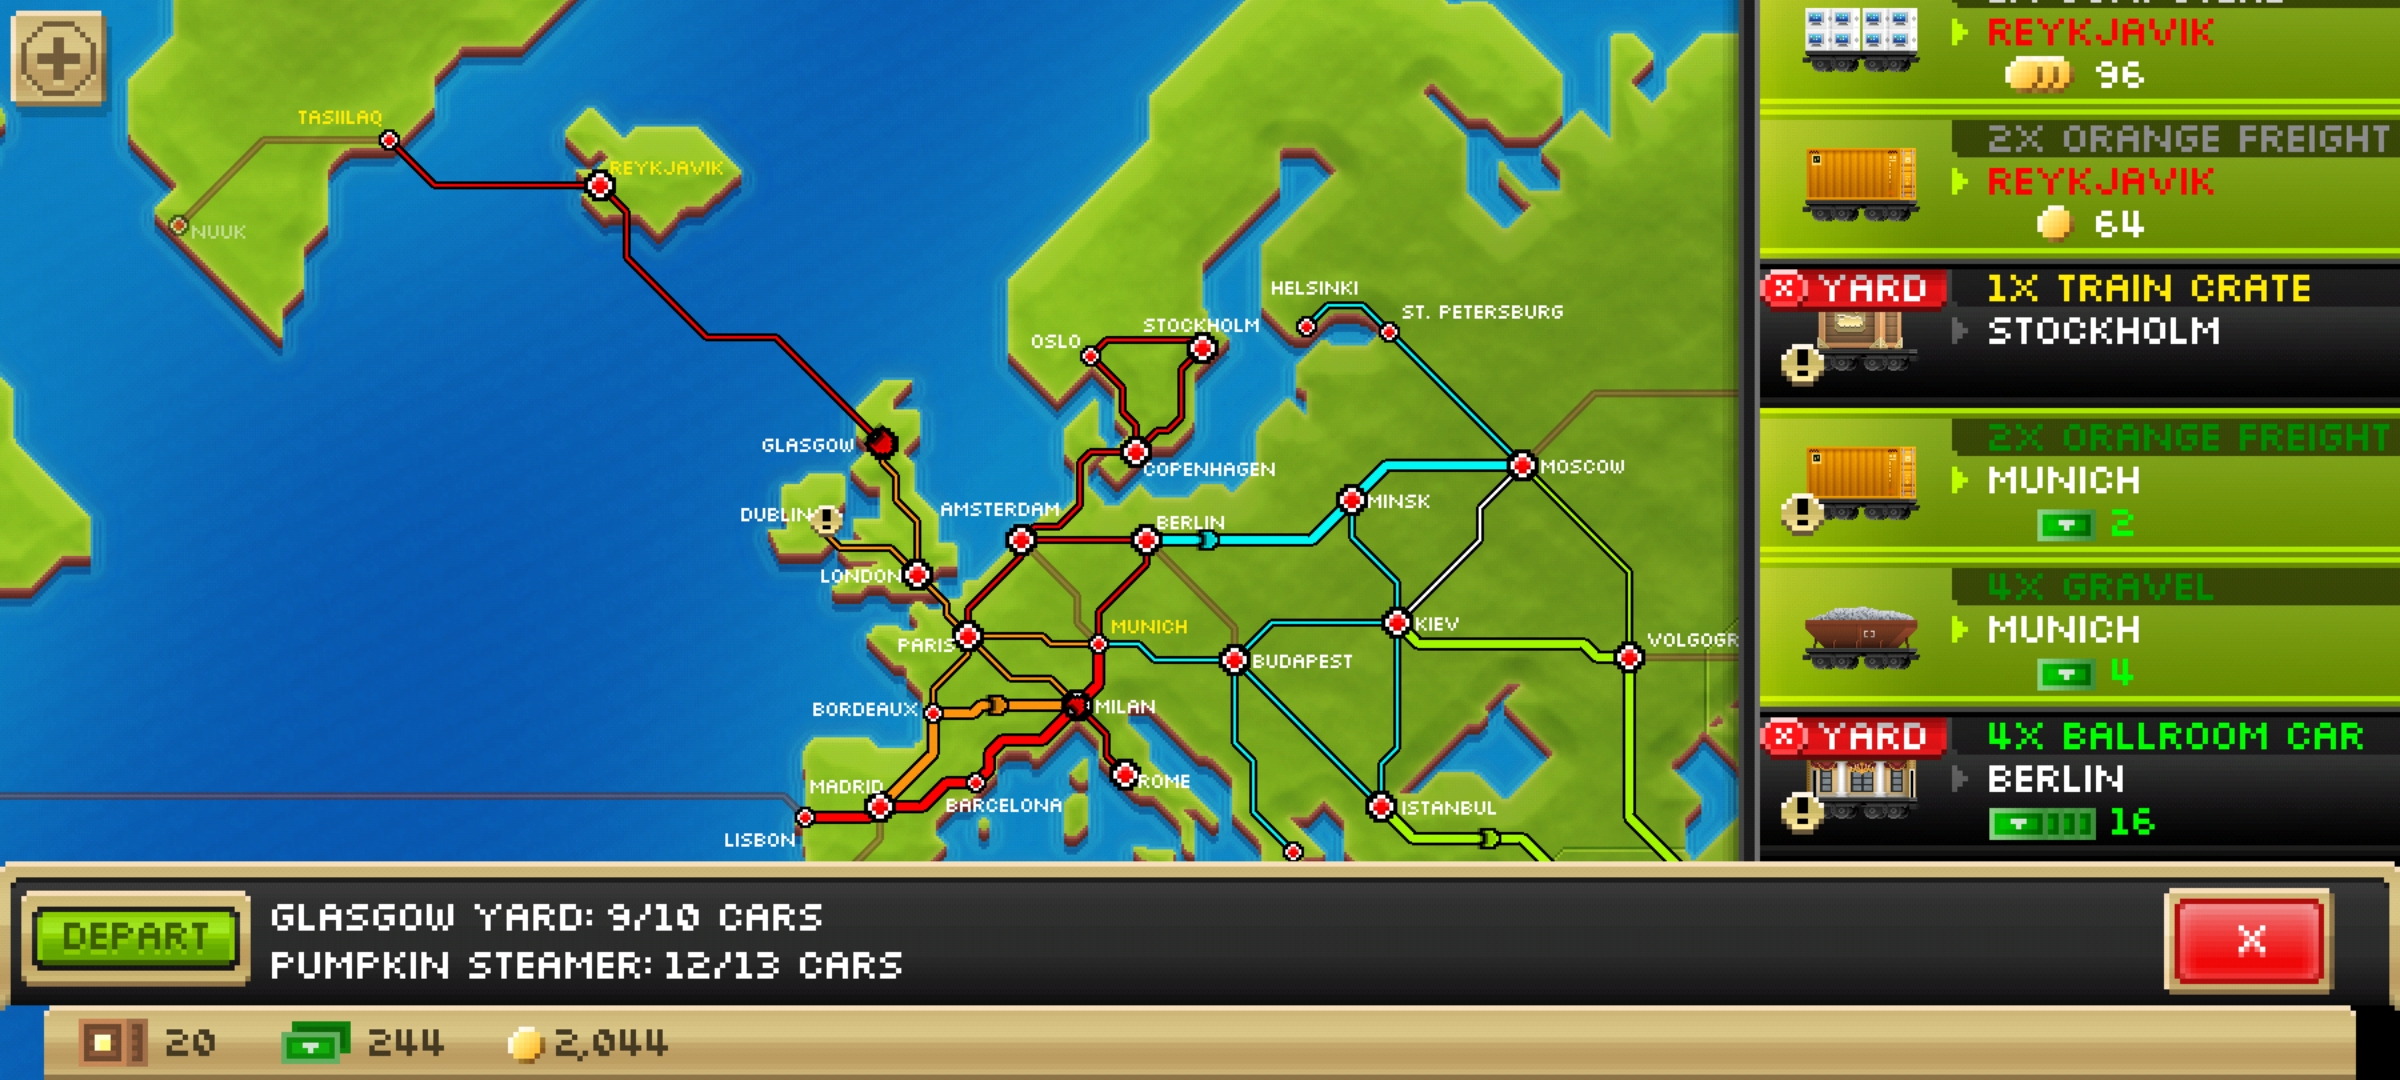 TASIILAQ
REYKJAVIK
NUUK
HELSINKI
ST. PETERSBURG
STOCKHOLM
OSLO
GLASGOW
COPENHAGEN
MOSCOW
MINSK
AMSTERDAM
DUBLIN
BERLIN
LONDON
KIEV
MUNICH
PARIS
VOLGOGR
BUDAPEST
BORDEAUX
MILAN
MADRID
ROME
BARCELONA
ISTANBUL
LISBON
REYKJAVIK
96
2X ORANGE FREIGHT
REYKJAVIK
64
YARD
1X TRAIN CRATE
STOCKHOLM
2X ORANGE FREIGHT
MUNICH
2
4X GRAVEL
MUNICH
4
YARD
4X BALLROOM CAR
BERLIN
16
DEPART
GLASGOW YARD: 9/10 CARS
PUMPKIN STEAMER: 12/13 CARS
X
20
244
2,044